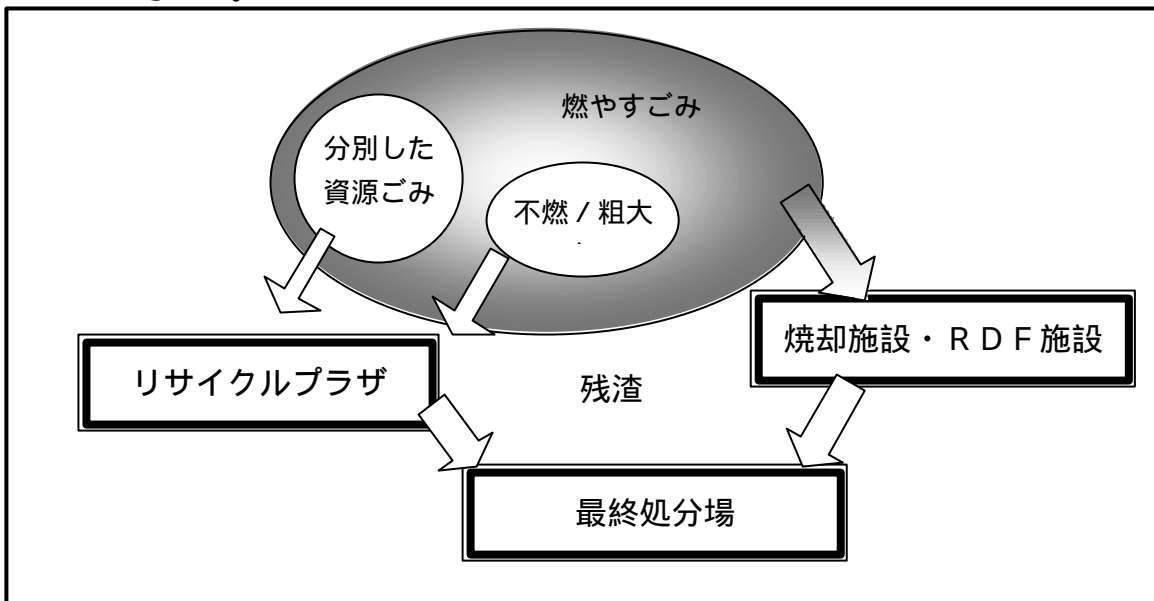 燃やすごみ
分別した
資源ごみ
不燃/粗大
焼却施設・RDF施設
リサイクルプラザ
残渣
最終処分場